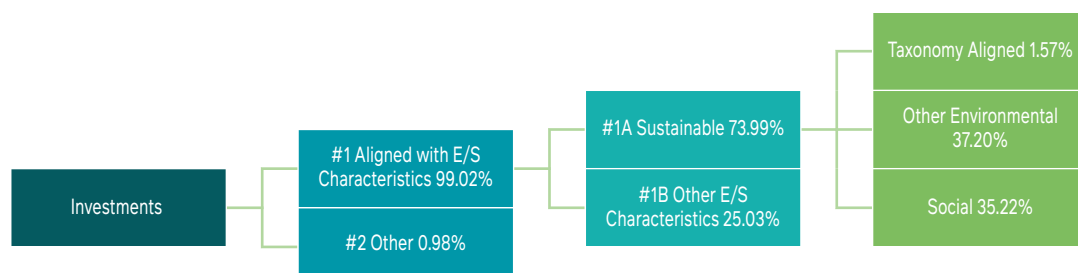 Investments
#1 Aligned with E/S
Characteristics 99.02%
#2 Other 0.98%
#1A Sustainable 73.99%
#1B Other E/S
Characteristics 25.03%
Taxonomy Aligned 1.57%
Other Environmental
37.20%
Social 35.22%